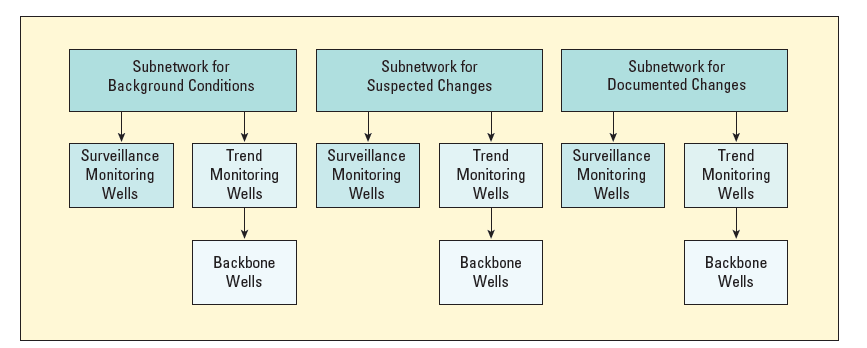 Subnetwork for
Background Conditions
Subnetwork for
Suspected Changes
Subnetwork for
Documented Changes
Surveillance
Monitoring
Wells
Trend
Monitoring
Wells
Surveillance
Monitoring
Wells
Trend
Monitoring
Wells
Surveillance
Monitoring
Wells
Trend
Monitoring
Wells
Backbone
Wells
Backbone
Wells
Backbone
Wells